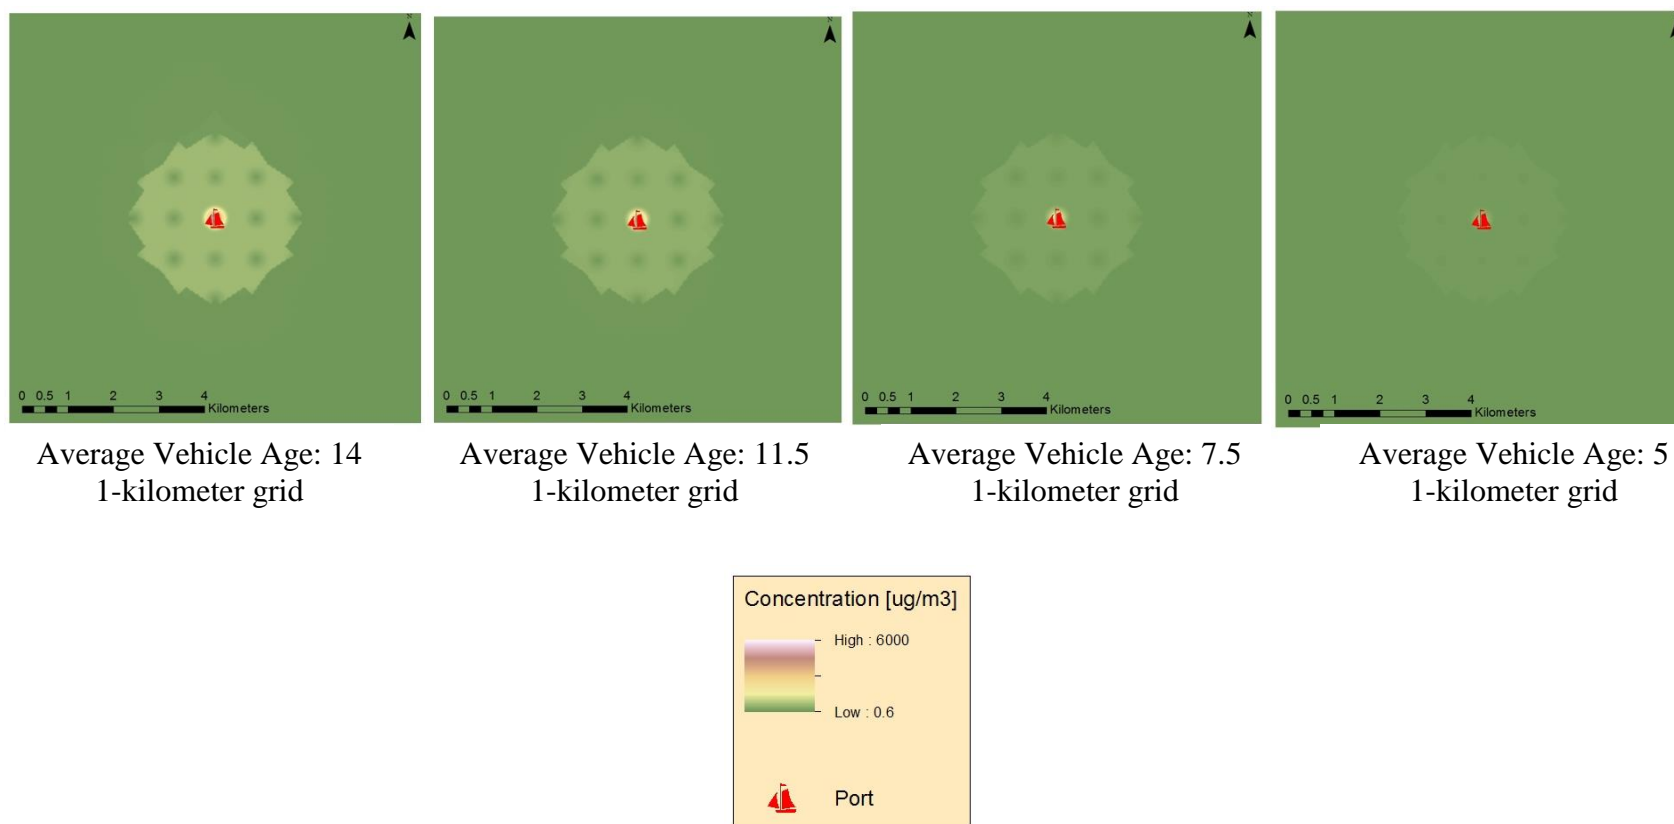 N
N
N
0 0.5 1 2 3 4
Kilometers
0 0.5 1 2 3 4
Kilometers
0 0.5 1 2 3 4
Kilometers
0 0.5 1 2 3 4
Kilometers
Average Vehicle Age: 14
1-kilometer grid
Average Vehicle Age: 11.5
1-kilometer grid
Average Vehicle Age: 7.5
1-kilometer grid
Average Vehicle Age: 5
1-kilometer grid
Concentration [ug/m3]
High : 6000
Low : 0.6
Port